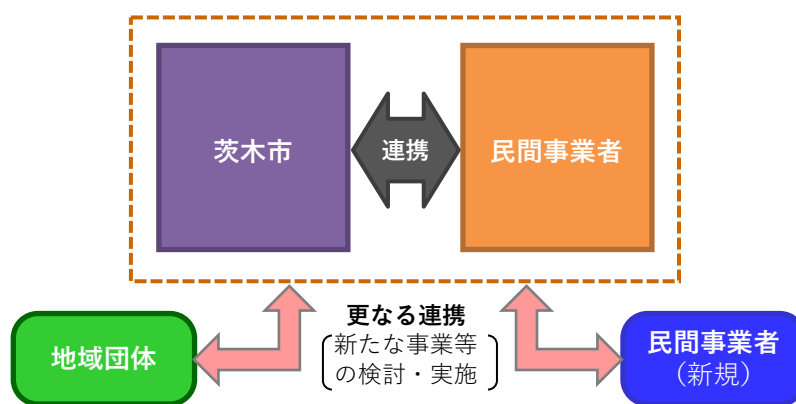 茨木市
連携
民間事業者
更なる連携
新たな事業等
の検討・実施
地域団体
民間事業者
（新規）